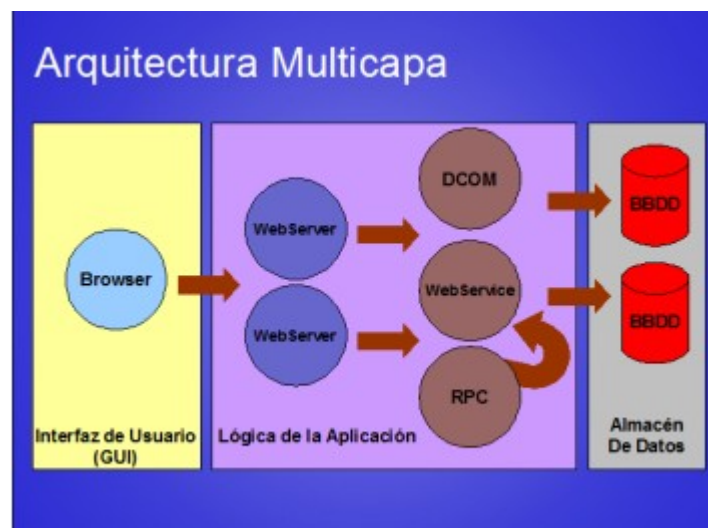 Arquitectura Multicapa
DCOM
BBDD
WebServer
Browser
WebService
BBDD
WebServer
RPC
Interfaz de Usuario
(GUI)
Lógica de la Aplicación
Almacén
De Datos